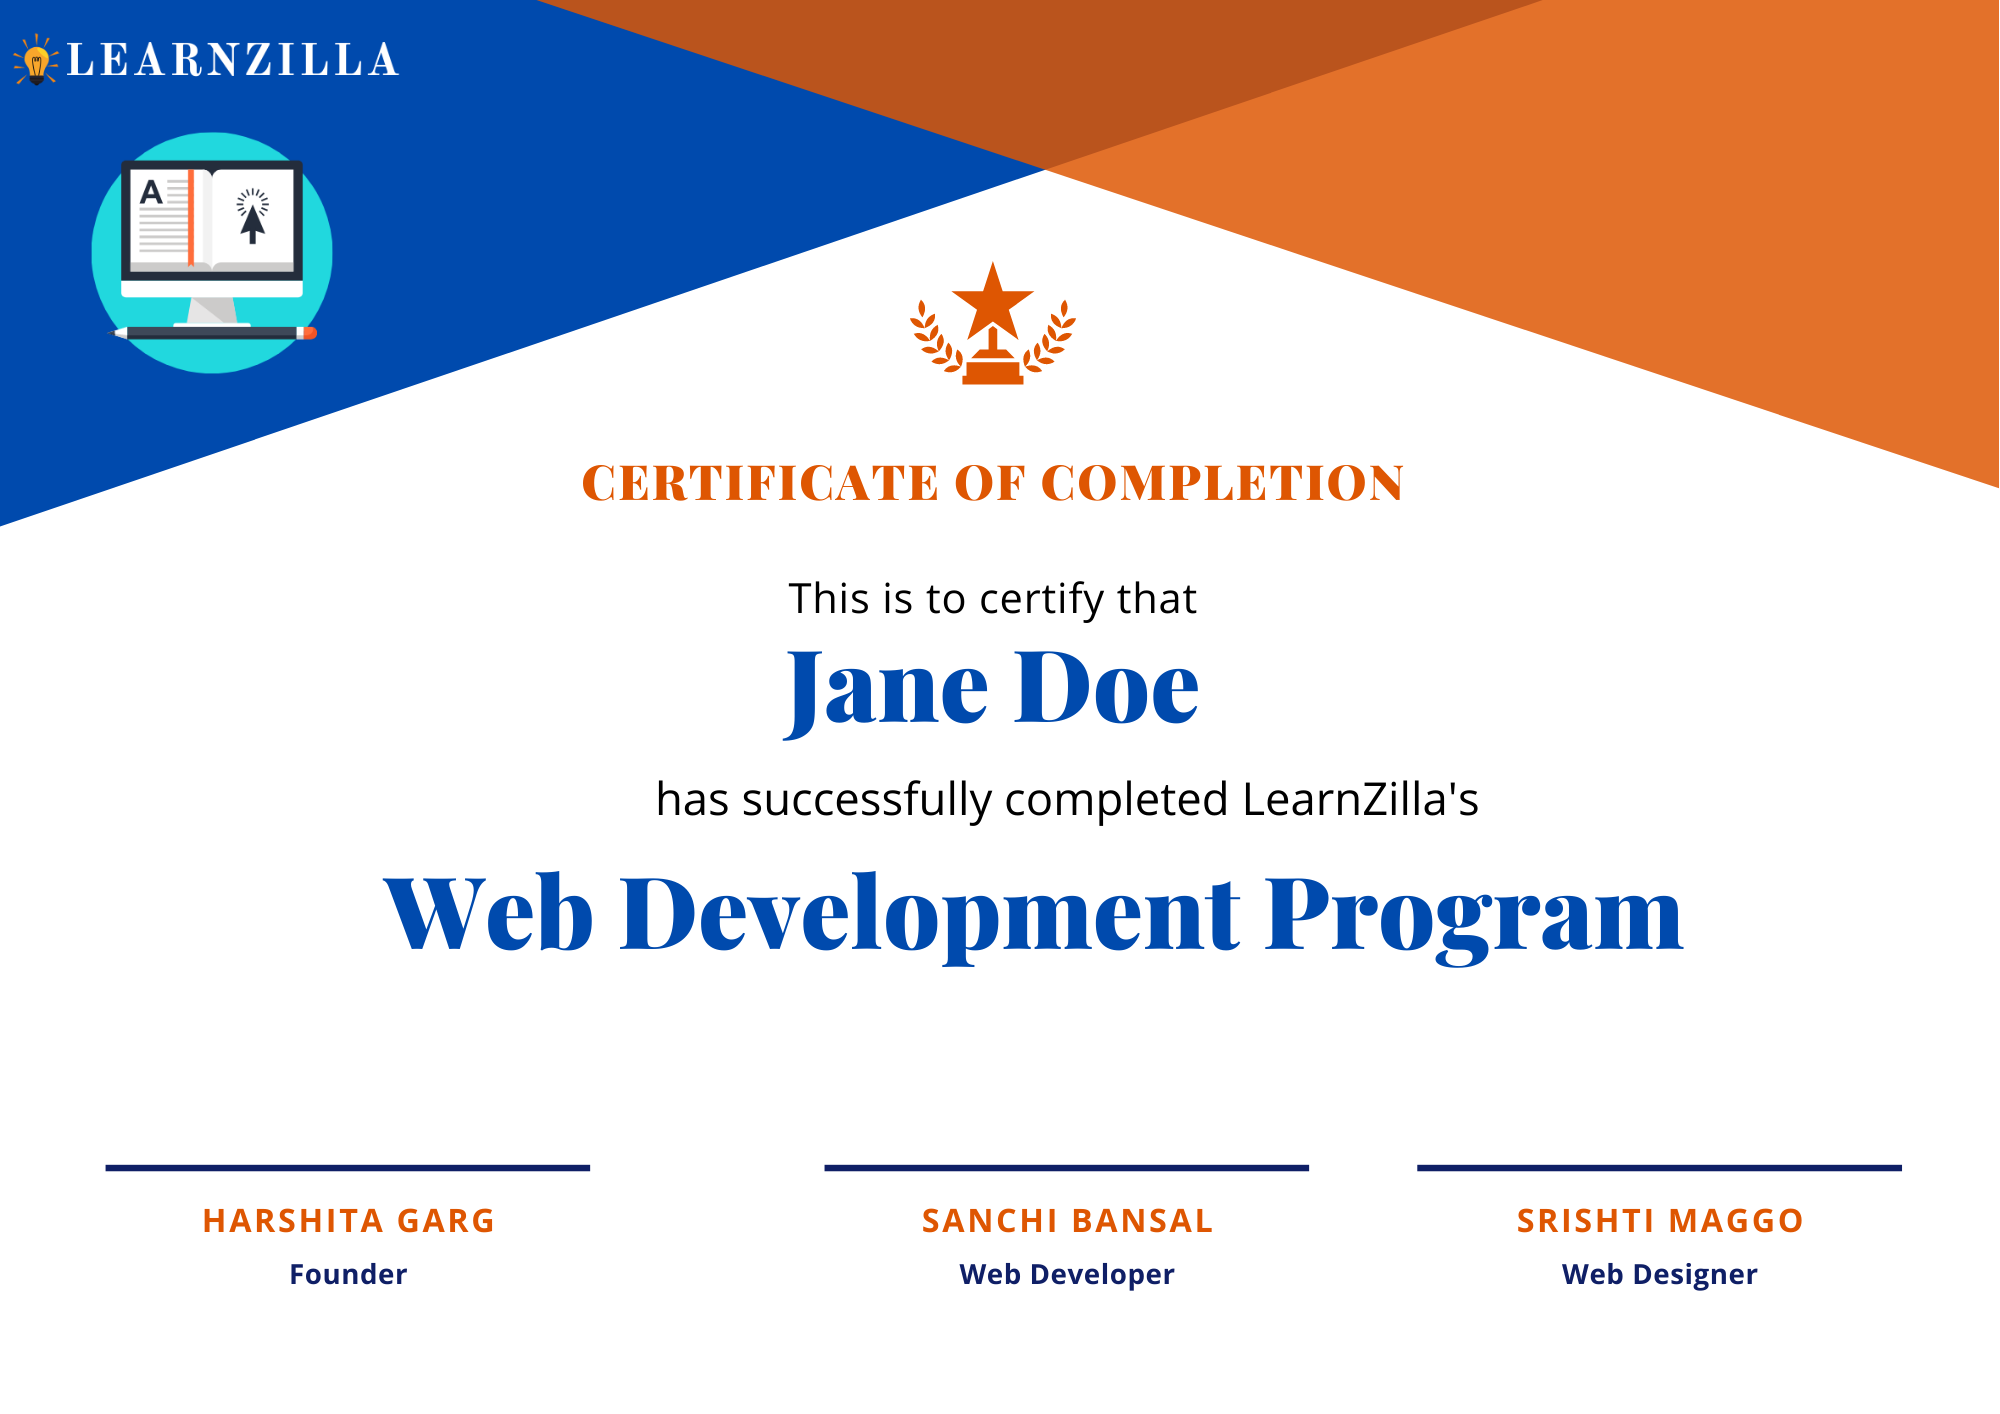 LEARNZILLA
A
CERTIFICATE OF COMPLETION
This is to certify that
Jane Doe
has successfully completed LearnZilla's
Web Development Program
HARSHITA GARG
Founder
SANCHI BANSAL
Web Developer
SRISHTI MAGGO
Web Designer